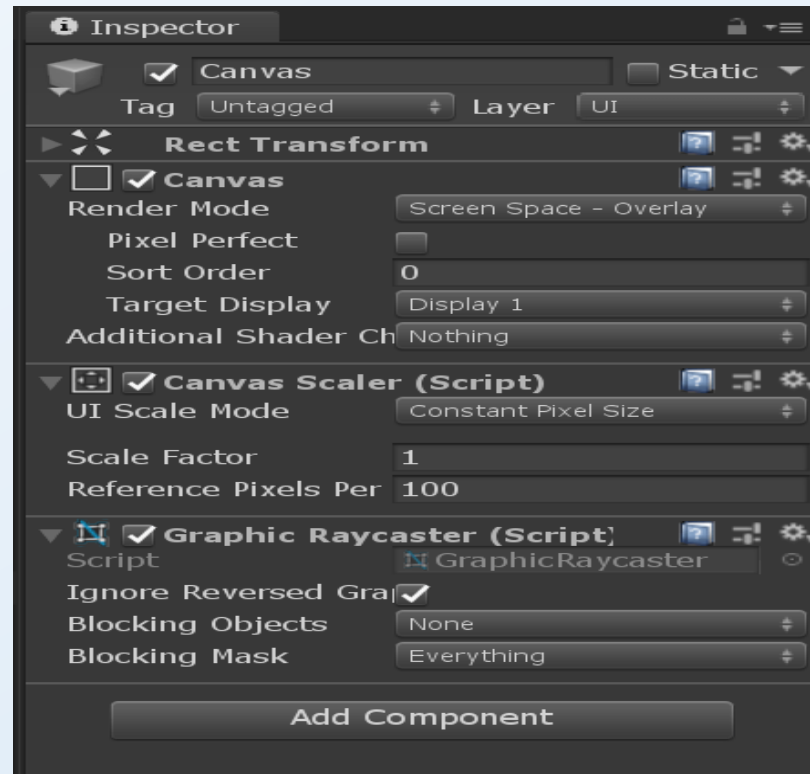 Inspector
Canvas Static
Tag Untagged Layer UI
Rect Transform
Canvas
Render Mode Screen Space - Overlay
Pixel Perfect
Sort Order 0
Target Display Display 1
Additional Shader Ch Nothing
Canvas Scaler (Script)
UI Scale Mode Constant Pixel Size
Scale Factor 1
Reference Pixels Per 100
Graphic Raycaster (Script)
Script GraphicRaycaster
Ignore Reversed Gra
Blocking Objects None
Blocking Mask Everything
Add Component